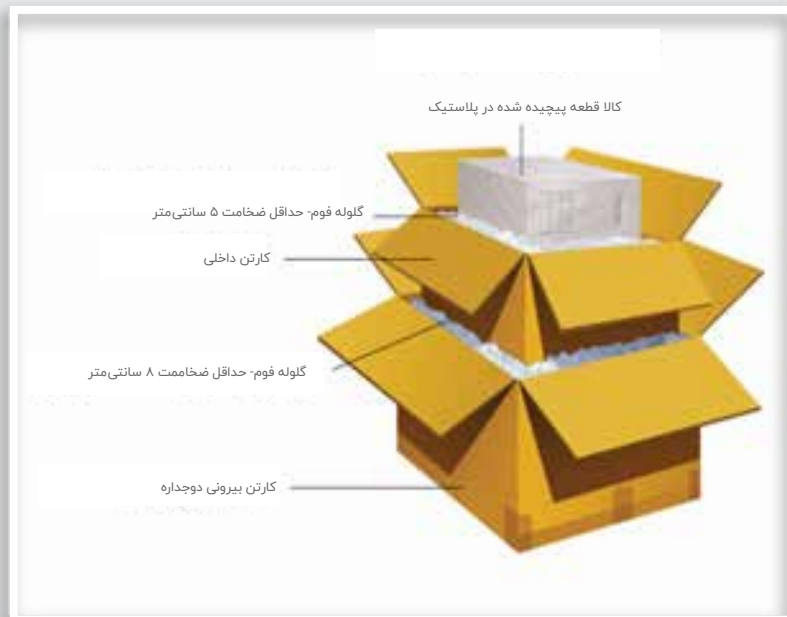 کالا قطعه پیچیده شده در پلاستیک
گلوله فوم- حداقل ضخامت ۵ سانتی‌متر
کارتن داخلی
گلوله فوم- حداقل ضخاممت ۸ سانتی‌متر
کارتن بیرونی دوجداره